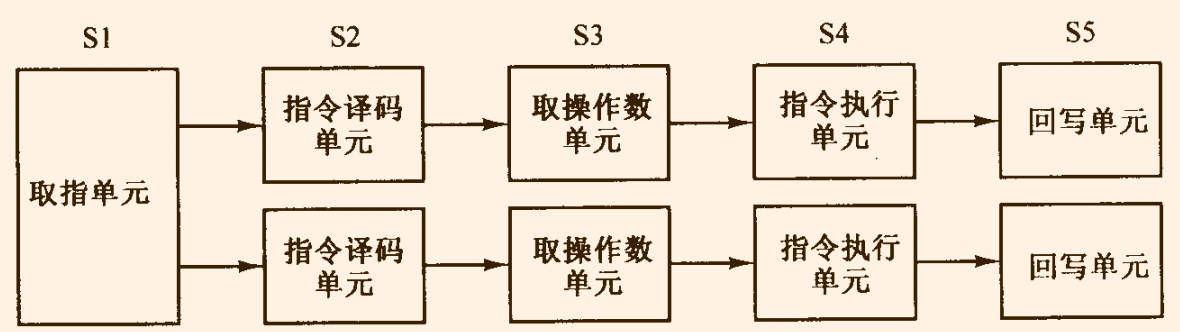 S1
S2
S3
S4
S5
取指单元
指令译码
单元
取操作数
单元
指令执行
单元
回写单元
指令译码
单元
取操作数
单元
指令执行
单元
回写单元